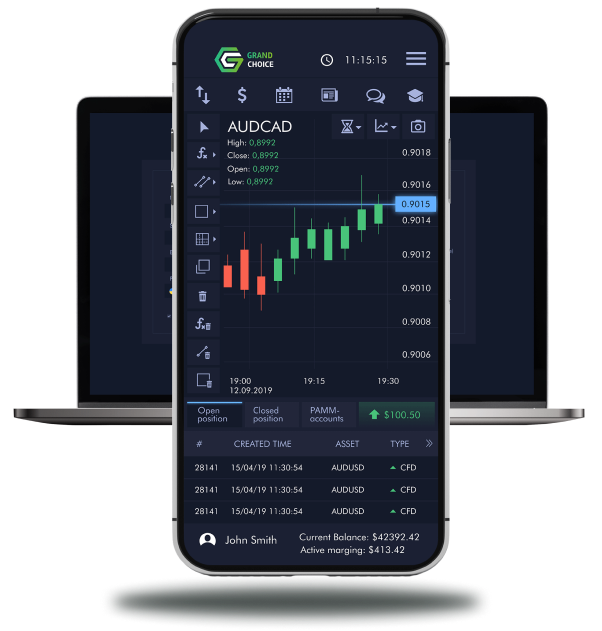 GRAND
CHOICE
11:15:15
AUDCAD
High: 0,8992
Close: 0,8992
Open: 0,8992
Low: 0,8992
0.9018
0.9016
0.9015
0.9014
0.9012
0.9010
0.9008
0.9006
19:00 19:15 19:30
12.09.2019
Open position
Closed position
PAMM-accounts
$100.50
# CREATED TIME ASSET TYPE
28141 15/04/19 11:30:54 AUDUSD CFD
28141 15/04/19 11:30:54 AUDUSD CFD
28141 15/04/19 11:30:54 AUDUSD CFD
John Smith
Current Balance: $42392.42
Active marging: $413.42